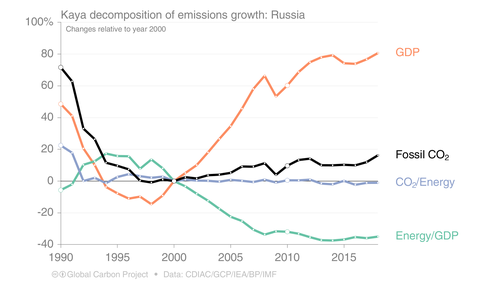 Kaya decomposition of emissions growth: Russia
100%
Changes relative to year 2000
80
60
40
20
0
-20
-40
GDP
Fossil CO₂
CO₂/Energy
Energy/GDP
1990 1995 2000 2005 2010 2015
Global Carbon Project • Data: CDIAC/GCP/IEA/BP/IMF